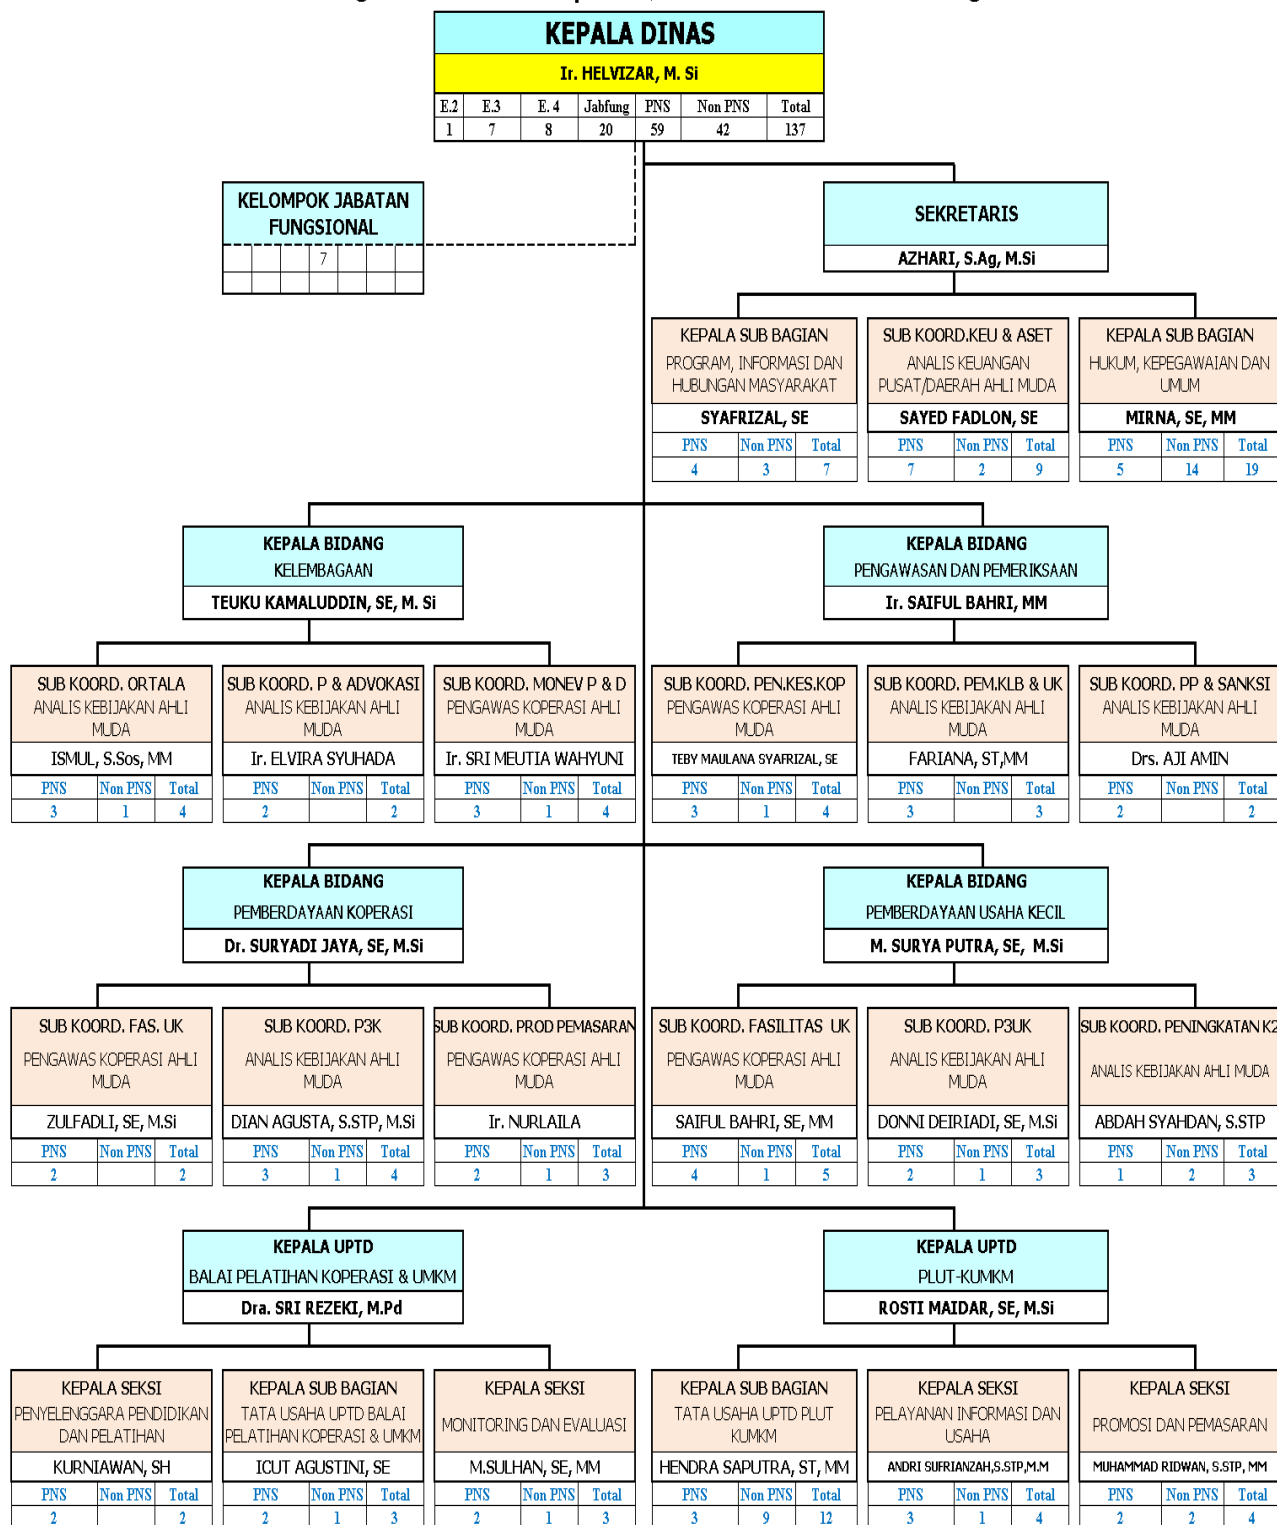 KEPALA DINAS
Ir. HELVIZAR, M. Si
E.2 E.3 E. 4 Jabfung PNS Non PNS Total
1 7 8 20 59 42 137
KELOMPOK JABATAN
FUNGSIONAL
7
SEKRETARIS
AZHARI, S.Ag, M.Si
KEPALA SUB BAGIAN
PROGRAM, INFORMASI DAN
HUBUNGAN MASYARAKAT
SYAFRIZAL, SE
PNS Non PNS Total
4 3 7
SUB KOORD.KEU & ASET
ANALIS KEUANGAN
PUSAT/DAERAH AHLI MUDA
SAYED FADLON, SE
PNS Non PNS Total
7 2 9
KEPALA SUB BAGIAN
HUKUM, KEPEGAWAIAN DAN
UMUM
MIRNA, SE, MM
PNS Non PNS Total
5 14 19
KEPALA BIDANG
KELEMBAGAAN
TEUKU KAMALUDDIN, SE, M. Si
KEPALA BIDANG
PENGAWASAN DAN PEMERIKSAAN
Ir. SAIFUL BAHRI, MM
SUB KOORD. ORTALA
ANALIS KEBIJAKAN AHLI
MUDA
ISMUL, S.Sos, MM
PNS Non PNS Total
3 1 4
SUB KOORD. P & ADVOKASI
ANALIS KEBIJAKAN AHLI
MUDA
Ir. ELVIRA SYUHADA
PNS Non PNS Total
2 2
SUB KOORD. MONEV P & D
PENGAWAS KOPERASI AHLI
MUDA
Ir. SRI MEUTIA WAHYUNI
PNS Non PNS Total
3 1 4
SUB KOORD. PEN.KES.KOP
PENGAWAS KOPERASI AHLI
MUDA
TEBY MAULANA SYAFRIZAL, SE
PNS Non PNS Total
3 1 4
SUB KOORD. PEM.KLB & UK
ANALIS KEBIJAKAN AHLI
MUDA
FARIANA, ST,MM
PNS Non PNS Total
3 3
SUB KOORD. PP & SANKSI
ANALIS KEBIJAKAN AHLI
MUDA
Drs. AJI AMIN
PNS Non PNS Total
2 2
KEPALA BIDANG
PEMBERDAYAAN KOPERASI
Dr. SURYADI JAYA, SE, M.Si
KEPALA BIDANG
PEMBERDAYAAN USAHA KECIL
M. SURYA PUTRA, SE, M.Si
SUB KOORD. FAS. UK
PENGAWAS KOPERASI AHLI
MUDA
ZULFADLI, SE, M.Si
PNS Non PNS Total
2 2
SUB KOORD. P3K
ANALIS KEBIJAKAN AHLI
MUDA
DIAN AGUSTA, S.STP, M.Si
PNS Non PNS Total
3 1 4
SUB KOORD. PROD PEMASARAN
PENGAWAS KOPERASI AHLI
MUDA
Ir. NURLAILA
PNS Non PNS Total
2 1 3
SUB KOORD. FASILITAS UK
PENGAWAS KOPERASI AHLI
MUDA
SAIFUL BAHRI, SE, MM
PNS Non PNS Total
4 1 5
SUB KOORD. P3UK
ANALIS KEBIJAKAN AHLI
MUDA
DONNI DEIRIADI, SE, M.Si
PNS Non PNS Total
2 1 3
SUB KOORD. PENINGKATAN K2
ANALIS KEBIJAKAN AHLI MUDA
ABDAH SYAHDAN, S.STP
PNS Non PNS Total
1 2 3
KEPALA UPTD
BALAI PELATIHAN KOPERASI & UMKM
Dra. SRI REZEKI, M.Pd
KEPALA UPTD
PLUT-KUMKM
ROSTI MAIDAR, SE, M.Si
KEPALA SEKSI
PENYELENGGARA PENDIDIKAN
DAN PELATIHAN
KURNIAWAN, SH
PNS Non PNS Total
2 2
KEPALA SUB BAGIAN
TATA USAHA UPTD BALAI
PELATIHAN KOPERASI & UMKM
ICUT AGUSTINI, SE
PNS Non PNS Total
2 1 3
KEPALA SEKSI
MONITORING DAN EVALUASI
M.SULHAN, SE, MM
PNS Non PNS Total
2 1 3
KEPALA SUB BAGIAN
TATA USAHA UPTD PLUT
KUMKM
HENDRA SAPUTRA, ST, MM
PNS Non PNS Total
3 9 12
KEPALA SEKSI
PELAYANAN INFORMASI DAN
USAHA
ANDRI SUFRIANZAH,S.STP,M.M
PNS Non PNS Total
3 1 4
KEPALA SEKSI
PROMOSI DAN PEMASARAN
MUHAMMAD RIDWAN, S.STP, MM
PNS Non PNS Total
2 2 4